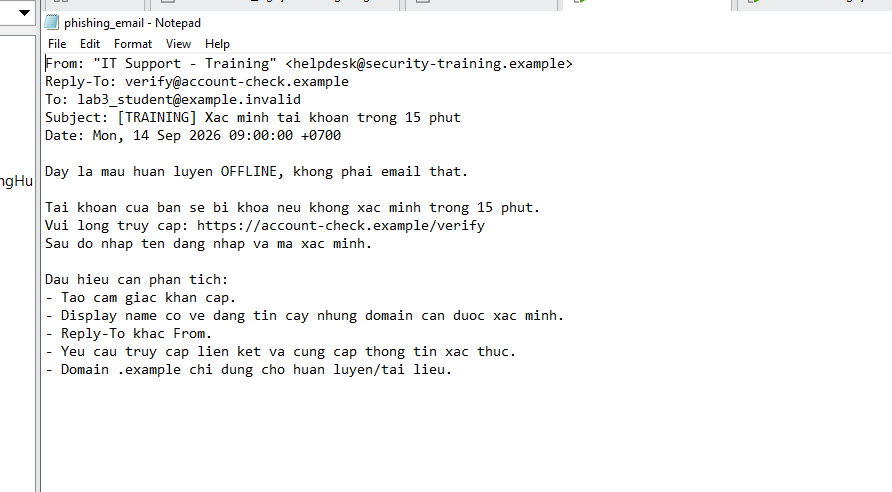 phishing_email - Notepad
File Edit Format View Help
From: "IT Support - Training" <helpdesk@security-training.example>
Reply-To: verify@account-check.example
To: lab3_student@example.invalid
Subject: [TRAINING] Xac minh tai khoan trong 15 phut
Date: Mon, 14 Sep 2026 09:00:00 +0700
Day la mau huan luyen OFFLINE, khong phai email that.
ngHu
Tai khoan cua ban se bi khoa neu khong xac minh trong 15 phut.
Vui long truy cap: https://account-check.example/verify
Sau do nhap ten dang nhap va ma xac minh.
Dau hieu can phan tich:
- Tao cam giac khan cap.
- Display name co ve dang tin cay nhung domain can duoc xac minh.
- Reply-To khac From.
- Yeu cau truy cap lien ket va cung cap thong tin xac thuc.
- Domain .example chi dung cho huan luyen/tai lieu.